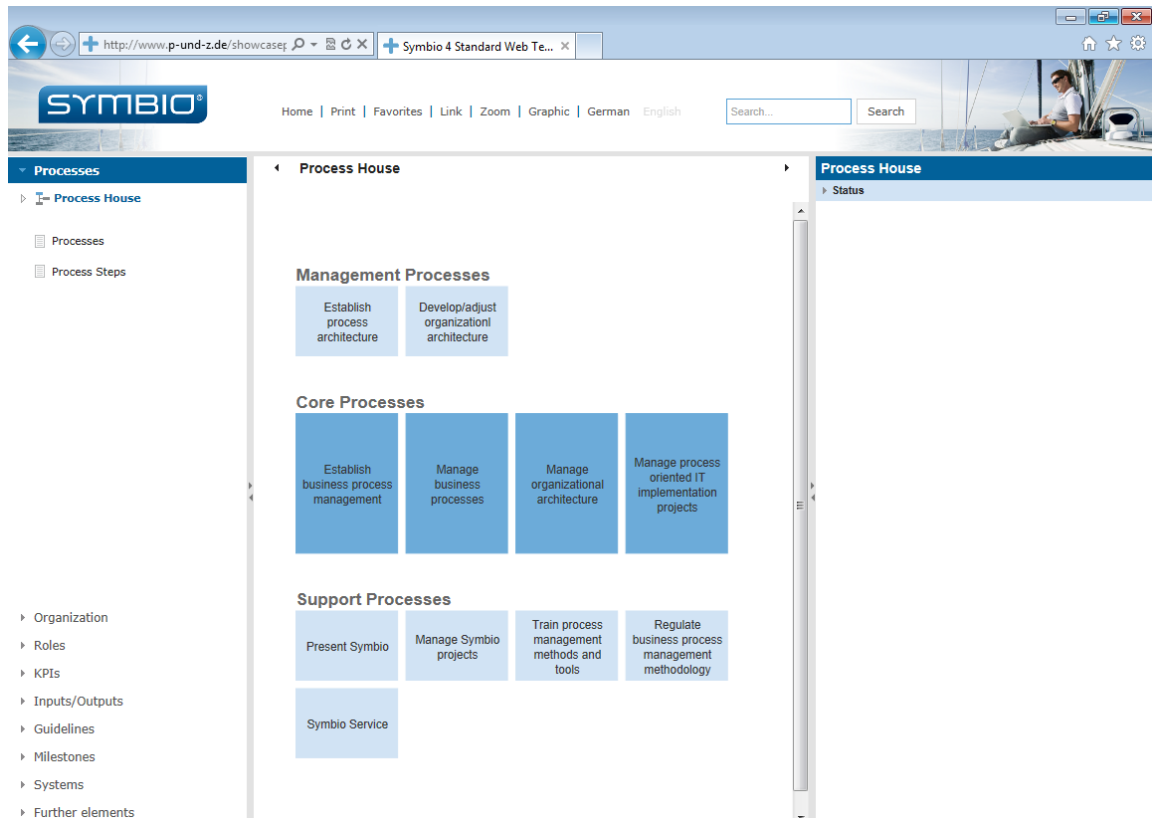 http://www.p-und-z.de/showcaser
Symbio 4 Standard Web Te...
SYMBIO®
Home | Print | Favorites | Link | Zoom | Graphic | German English
Search...
Search
Processes
Process House
Processes
Process Steps
Organization
Roles
KPIs
Inputs/Outputs
Guidelines
Milestones
Systems
Further elements
Process House
Management Processes
Establish
process
architecture
Develop/adjust
organizationl
architecture
Core Processes
Establish
business process
management
Manage
business
processes
Manage
organizational
architecture
Manage process
oriented IT
implementation
projects
Support Processes
Present Symbio
Manage Symbio
projects
Train process
management
methods and
tools
Regulate
business process
management
methodology
Symbio Service
Process House
Status